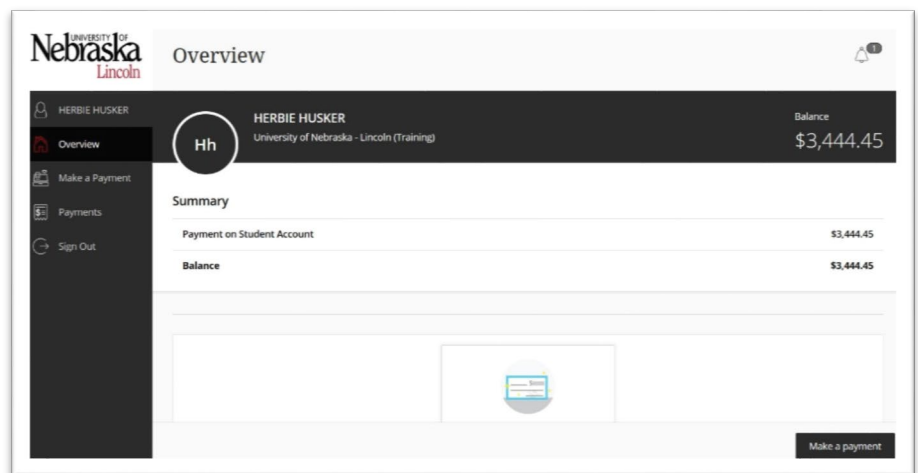 UNIVERSITY OF
Nebraska
Lincoln
Overview
1
HERBIE HUSKER
Overview
Make a Payment
Payments
Sign Out
Hh
HERBIE HUSKER
University of Nebraska - Lincoln (Training)
Balance
$3,444.45
Summary
Payment on Student Account $3,444.45
Balance $3,444.45
Make a payment